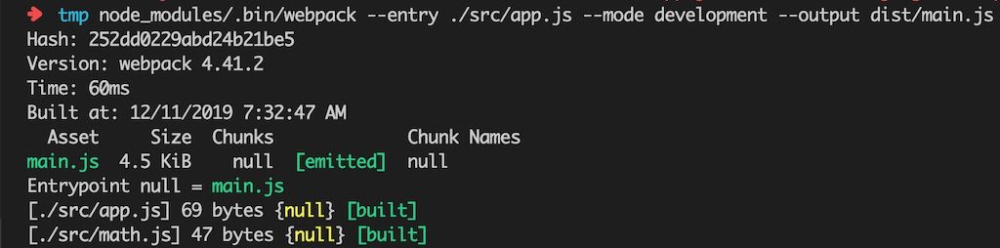 ➜ tmp node_modules/.bin/webpack --entry ./src/app.js --mode development --output dist/main.js
Hash: 252dd0229abd24b21be5
Version: webpack 4.41.2
Time: 60ms
Built at: 12/11/2019 7:32:47 AM
Asset Size Chunks Chunk Names
main.js 4.5 KiB null [emitted] null
Entrypoint null = main.js
[./src/app.js] 69 bytes {null} [built]
[./src/math.js] 47 bytes {null} [built]